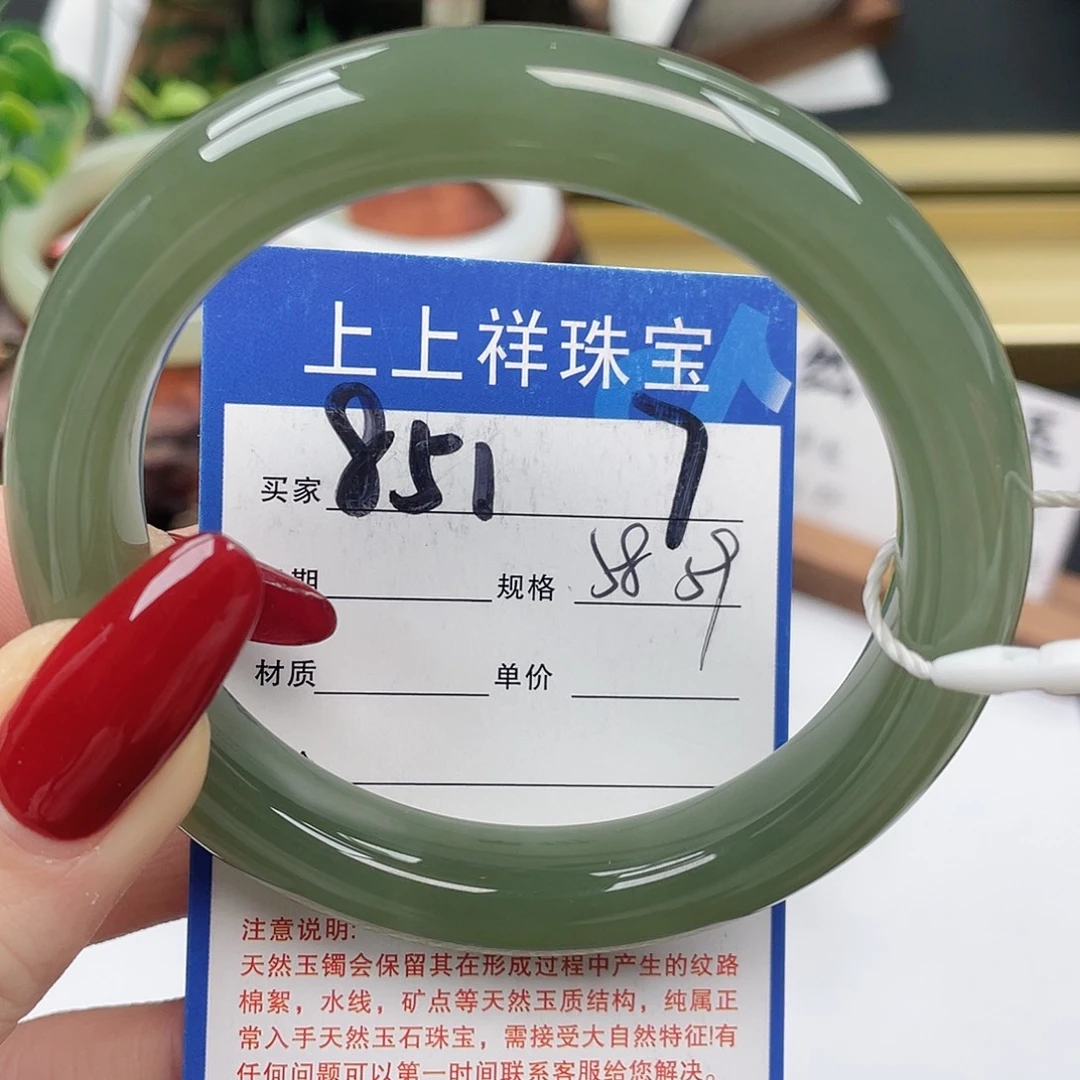 上上祥珠宝
买家 851 7
期 规格 58 59
材质 单价
注意说明:
天然玉镯会保留其在形成过程中产生的纹路
棉絮，水线，矿点等天然玉质结构，纯属正
常入手天然玉石珠宝，需接受大自然特征!有
任何问题可以第一时间联系客服给您解决。